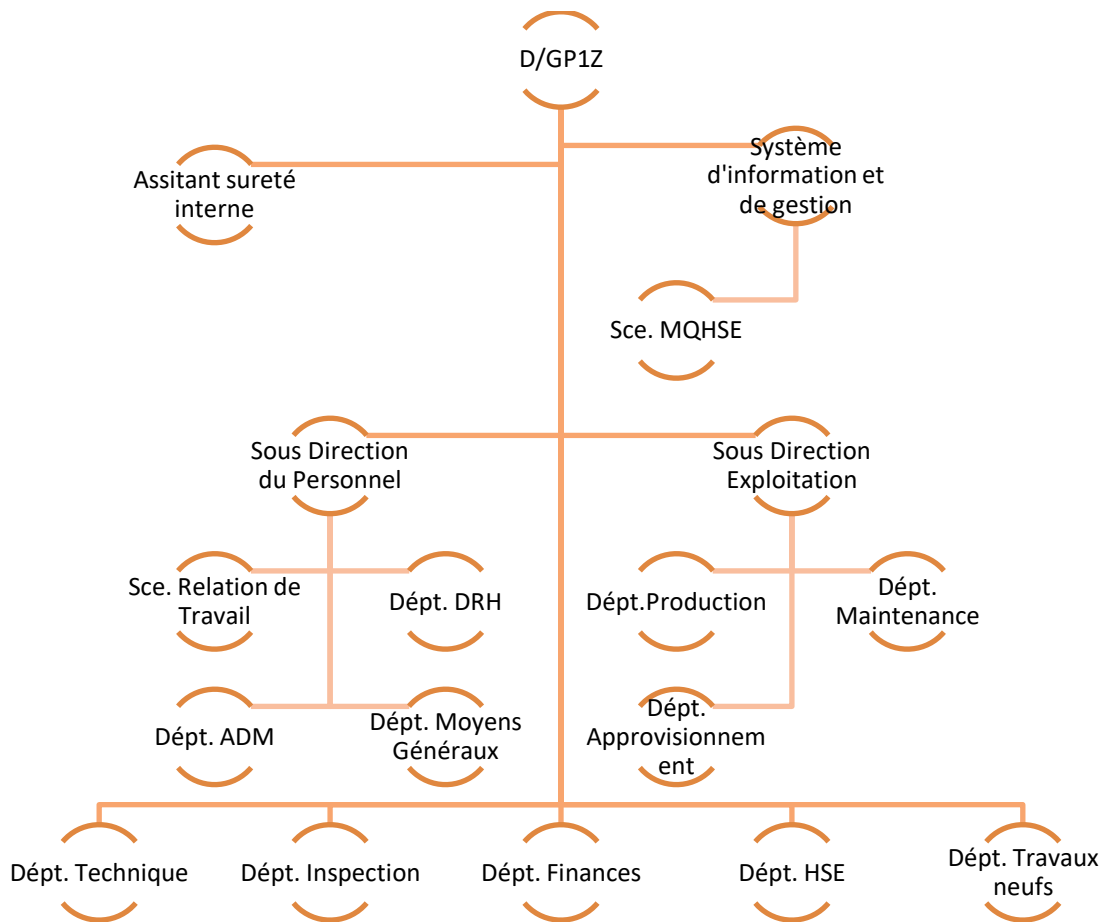 D/GP1Z
Système
d'information et
de gestion
Assitant sureté
interne
Sce. MQHSE
Sous Direction
du Personnel
Sous Direction
Exploitation
Sce. Relation de
Travail
Dépt. DRH
Dépt.Production
Dépt.
Maintenance
Dépt. ADM
Dépt. Moyens
Généraux
Dépt.
Approvisionnem
ent
Dépt. Technique
Dépt. Inspection
Dépt. Finances
Dépt. HSE
Dépt. Travaux
neufs